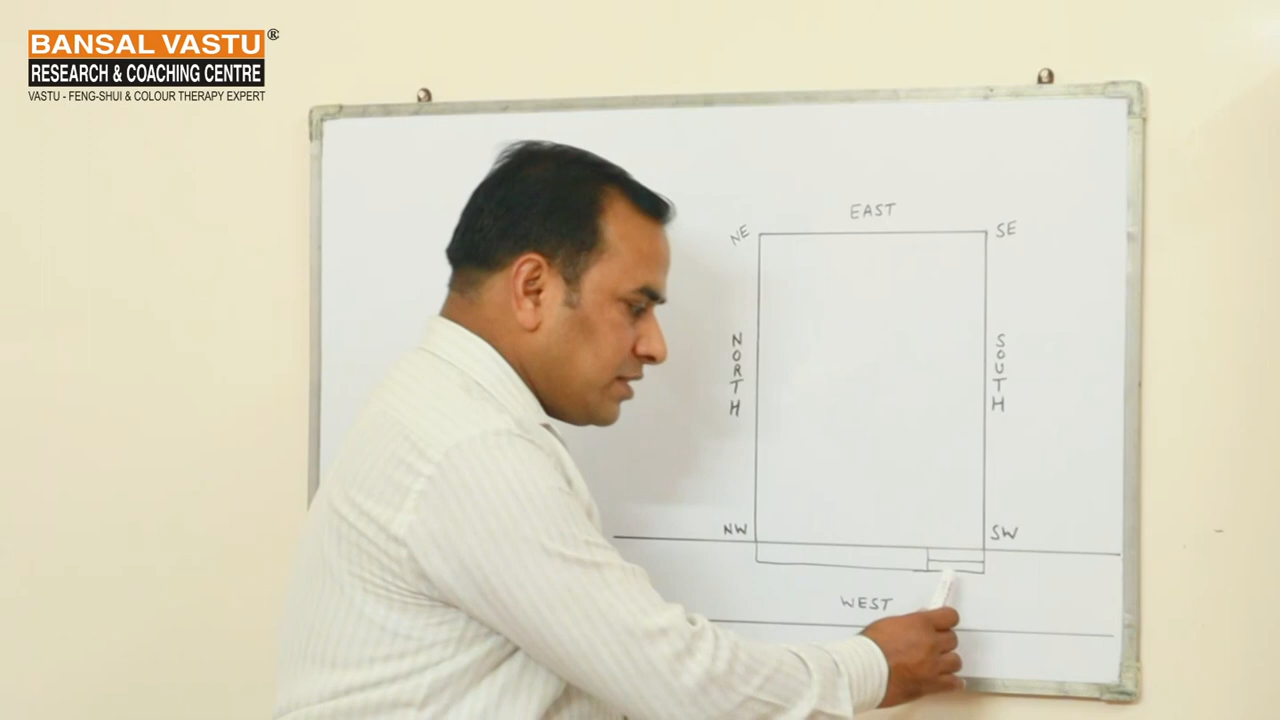 BANSAL VASTU®
RESEARCH & COACHING CENTRE
VASTU - FENG-SHUI & COLOUR THERAPY EXPERT
EAST
NE
SE
NORTH
SOUTH
NW
SW
WEST